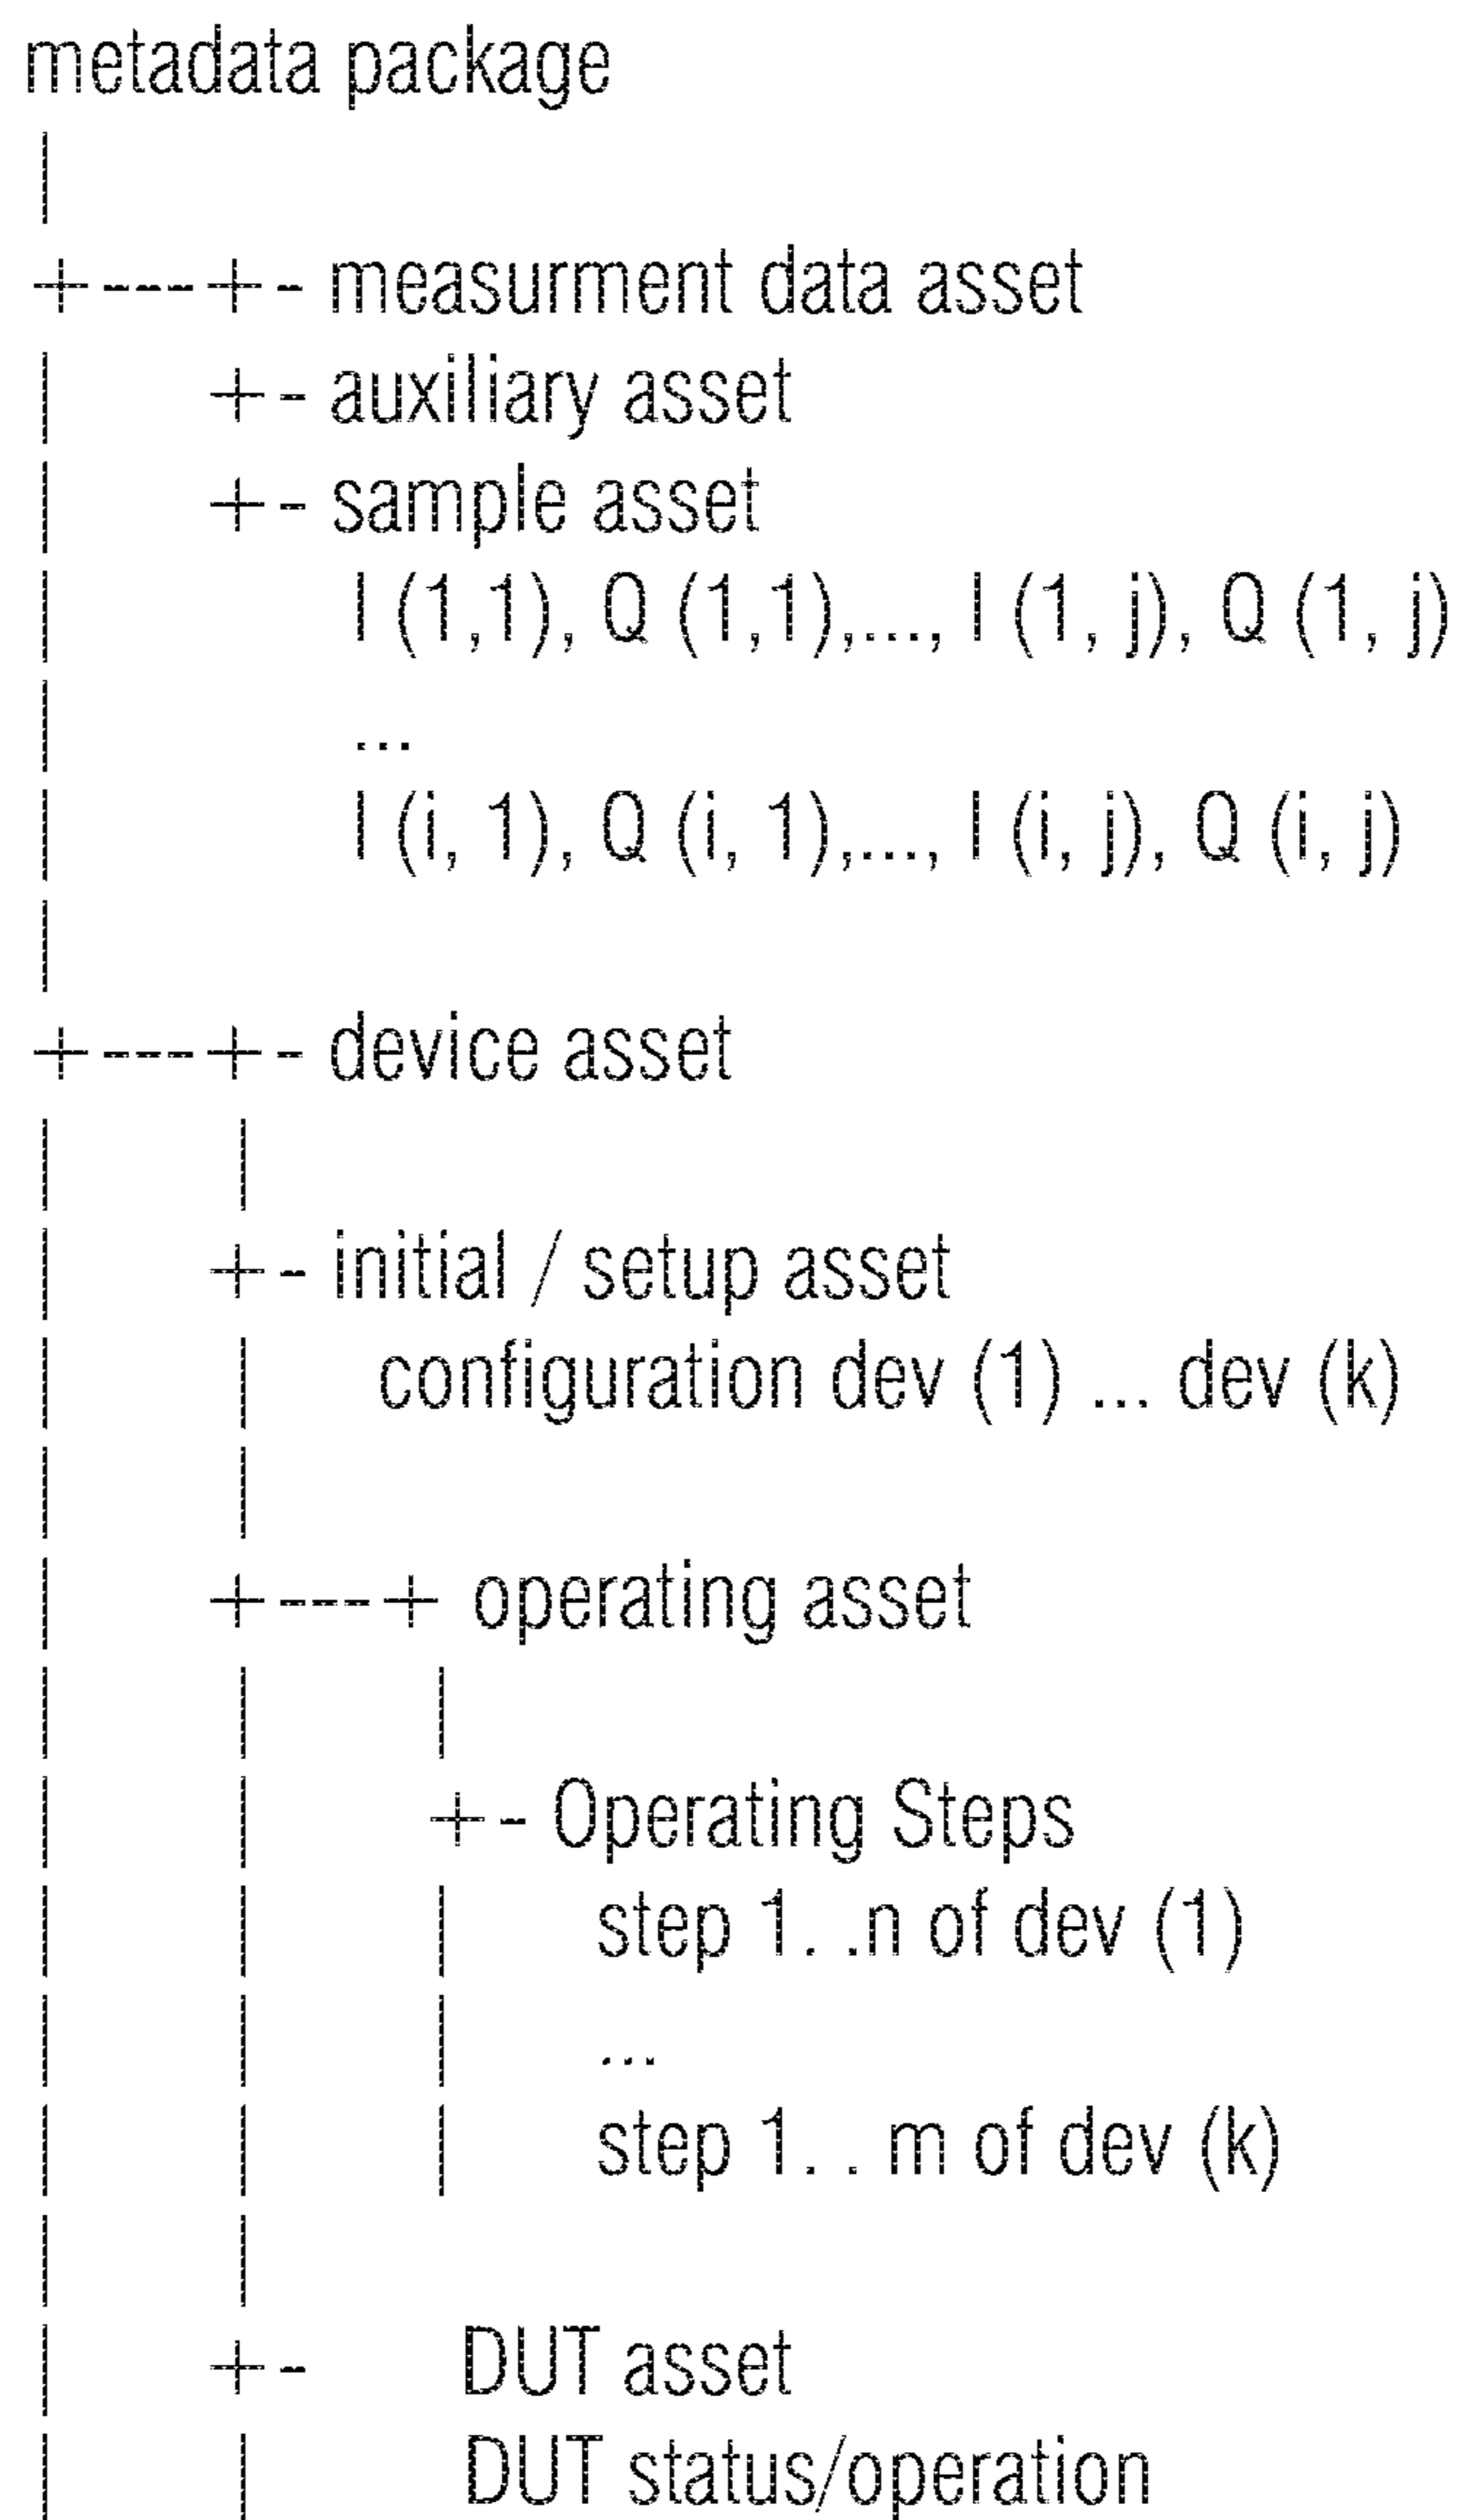 metadata package
|
+---+- measurment data asset
|   +- auxiliary asset
|   +- sample asset
|      I (1,1), Q (1,1),..., I (1, j), Q (1, j)
|      ...
|      I (i, 1), Q (i, 1),..., I (i, j), Q (i, j)
|
+---+- device asset
|   |
|   +- initial / setup asset
|   |   configuration dev (1) ... dev (k)
|   |
|   +---+ operating asset
|   |   |
|   |   +- Operating Steps
|   |   |   step 1. .n of dev (1)
|   |   |   ...
|   |   |   step 1. . m of dev (k)
|   |
|   +-   DUT asset
|   |    DUT status/operation